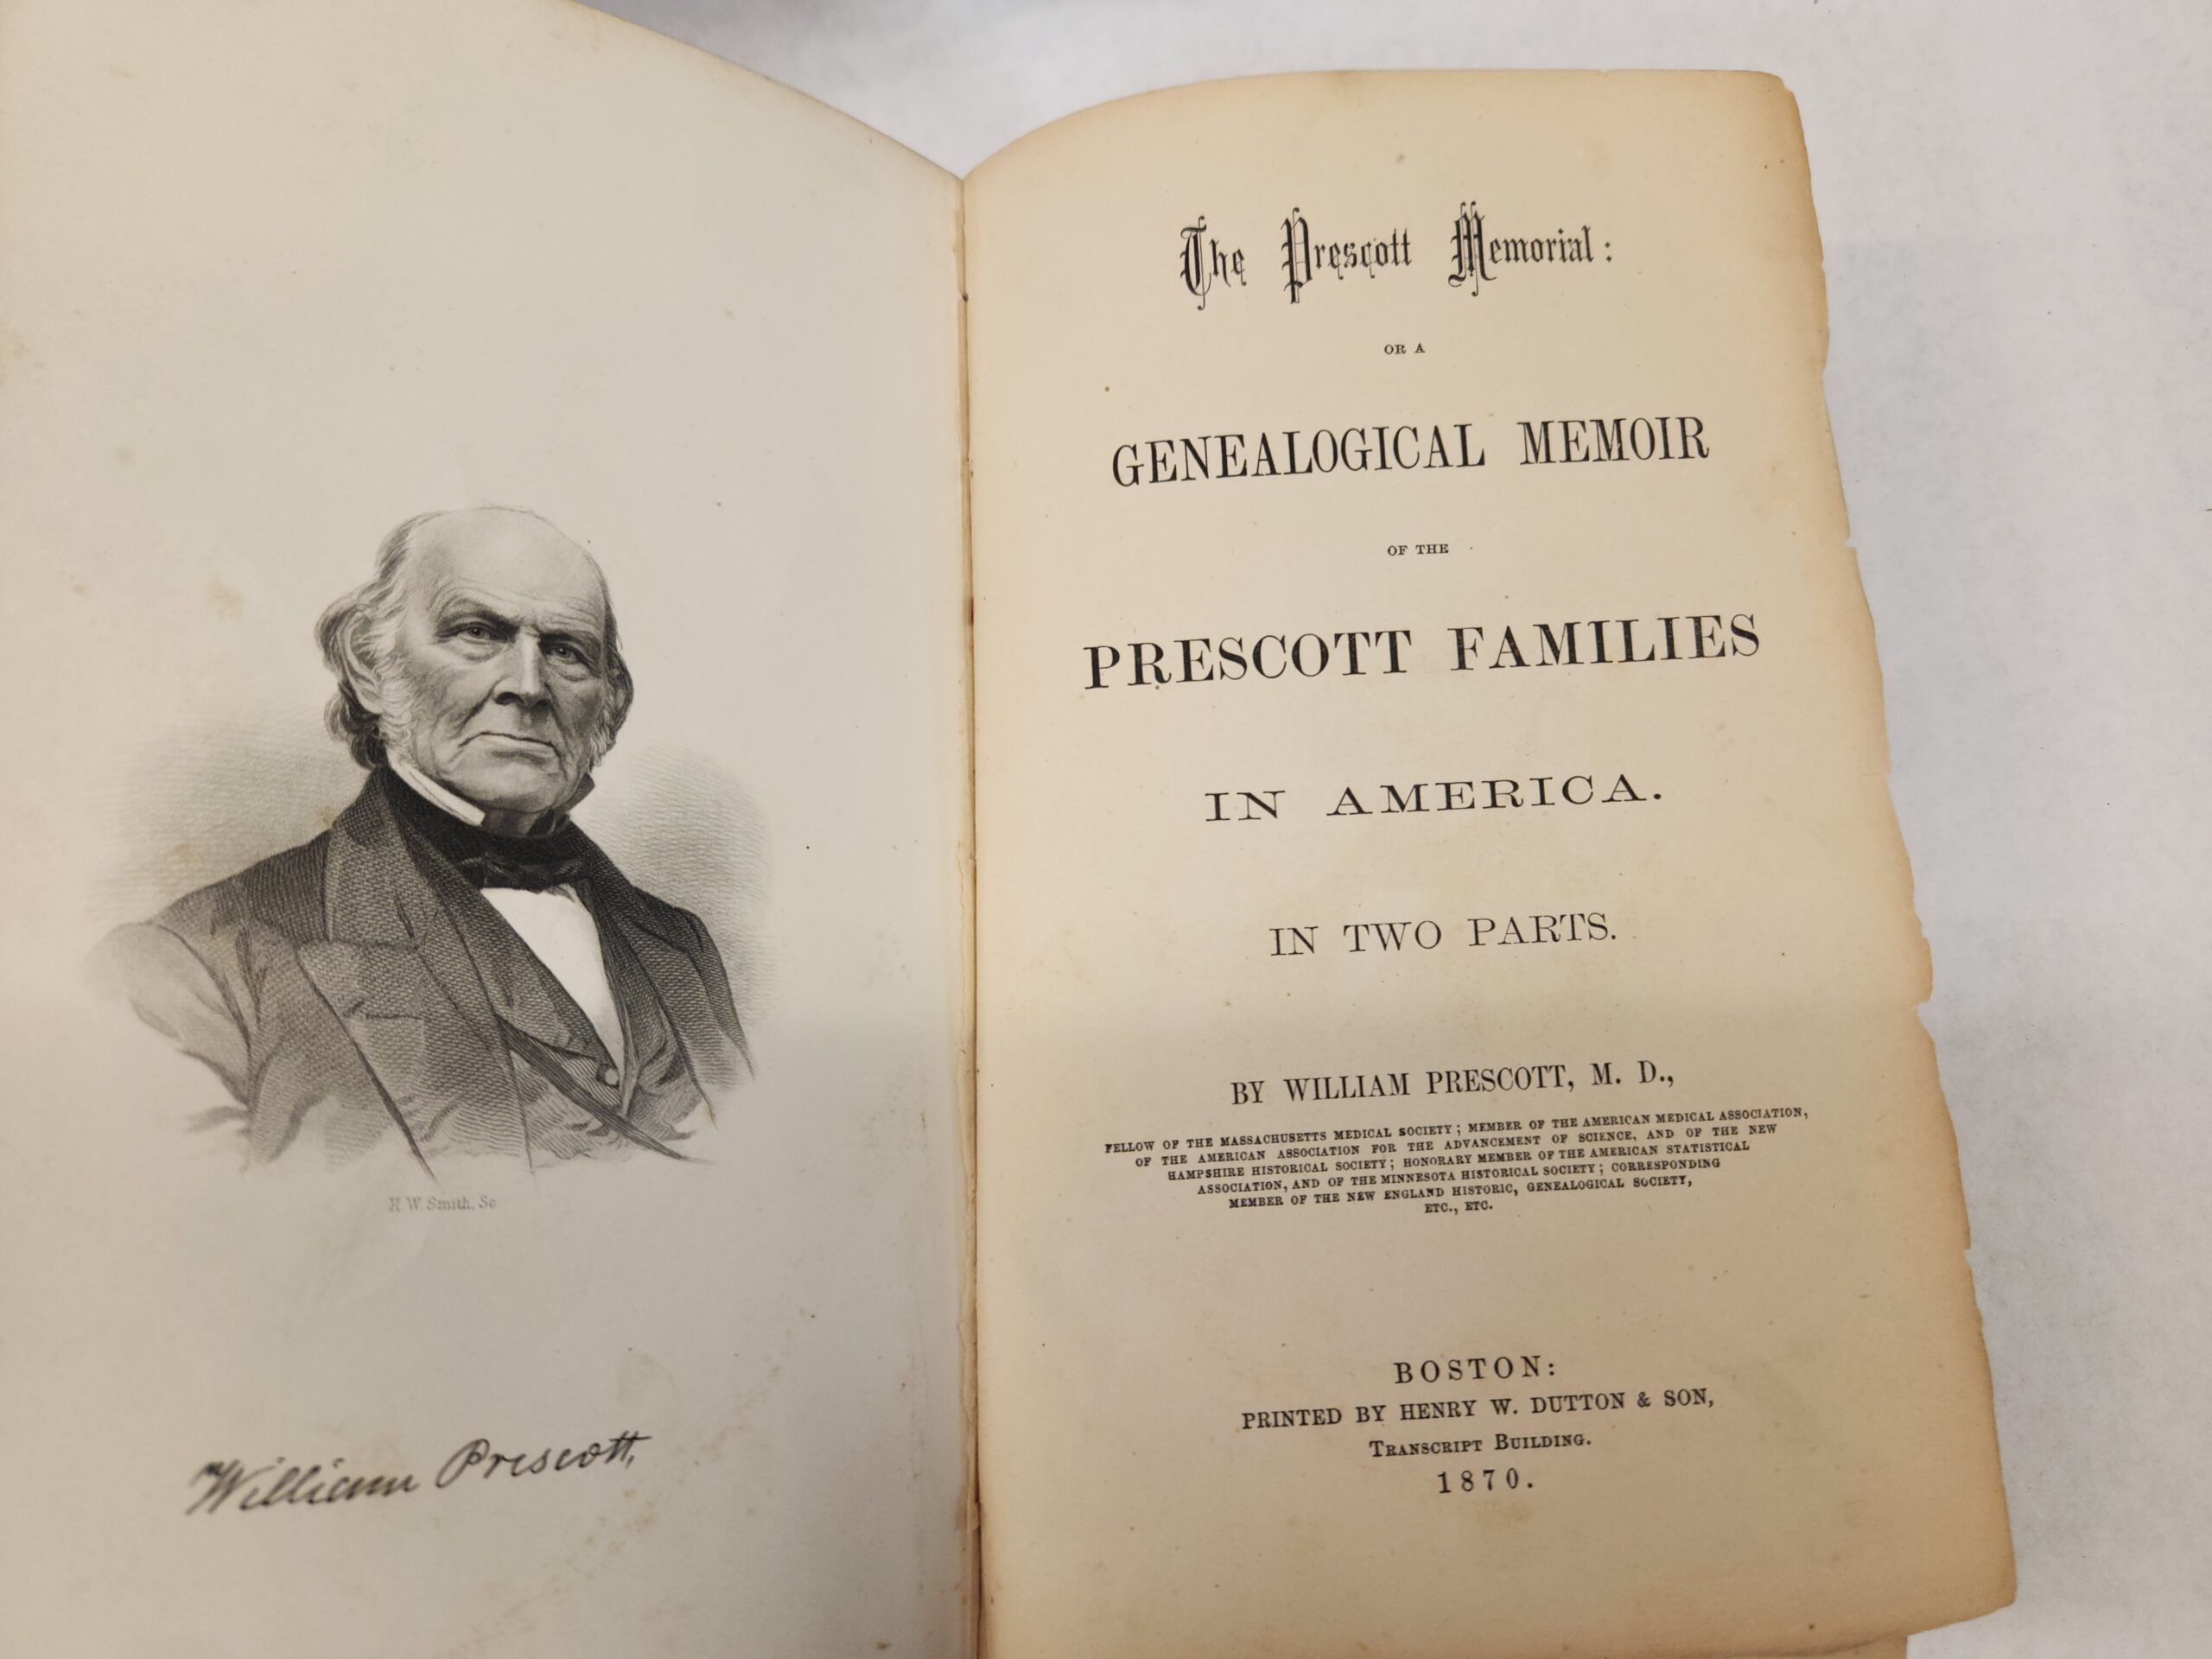 H. W. Smith, Sc
William Prescott,
The Prescott Memorial:
OR A
GENEALOGICAL MEMOIR
OF THE
PRESCOTT FAMILIES
IN AMERICA.
IN TWO PARTS.
BY WILLIAM PRESCOTT, M. D.,
FELLOW OF THE MASSACHUSETTS MEDICAL SOCIETY; MEMBER OF THE AMERICAN MEDICAL ASSOCIATION,
OF THE AMERICAN ASSOCIATION FOR THE ADVANCEMENT OF SCIENCE, AND OF THE NEW
HAMPSHIRE HISTORICAL SOCIETY; HONORARY MEMBER OF THE AMERICAN STATISTICAL
ASSOCIATION, AND OF THE MINNESOTA HISTORICAL SOCIETY; CORRESPONDING
MEMBER OF THE NEW ENGLAND HISTORIC, GENEALOGICAL SOCIETY,
ETC., ETC.
BOSTON:
PRINTED BY HENRY W. DUTTON & SON,
TRANSCRIPT BUILDING.
1870.